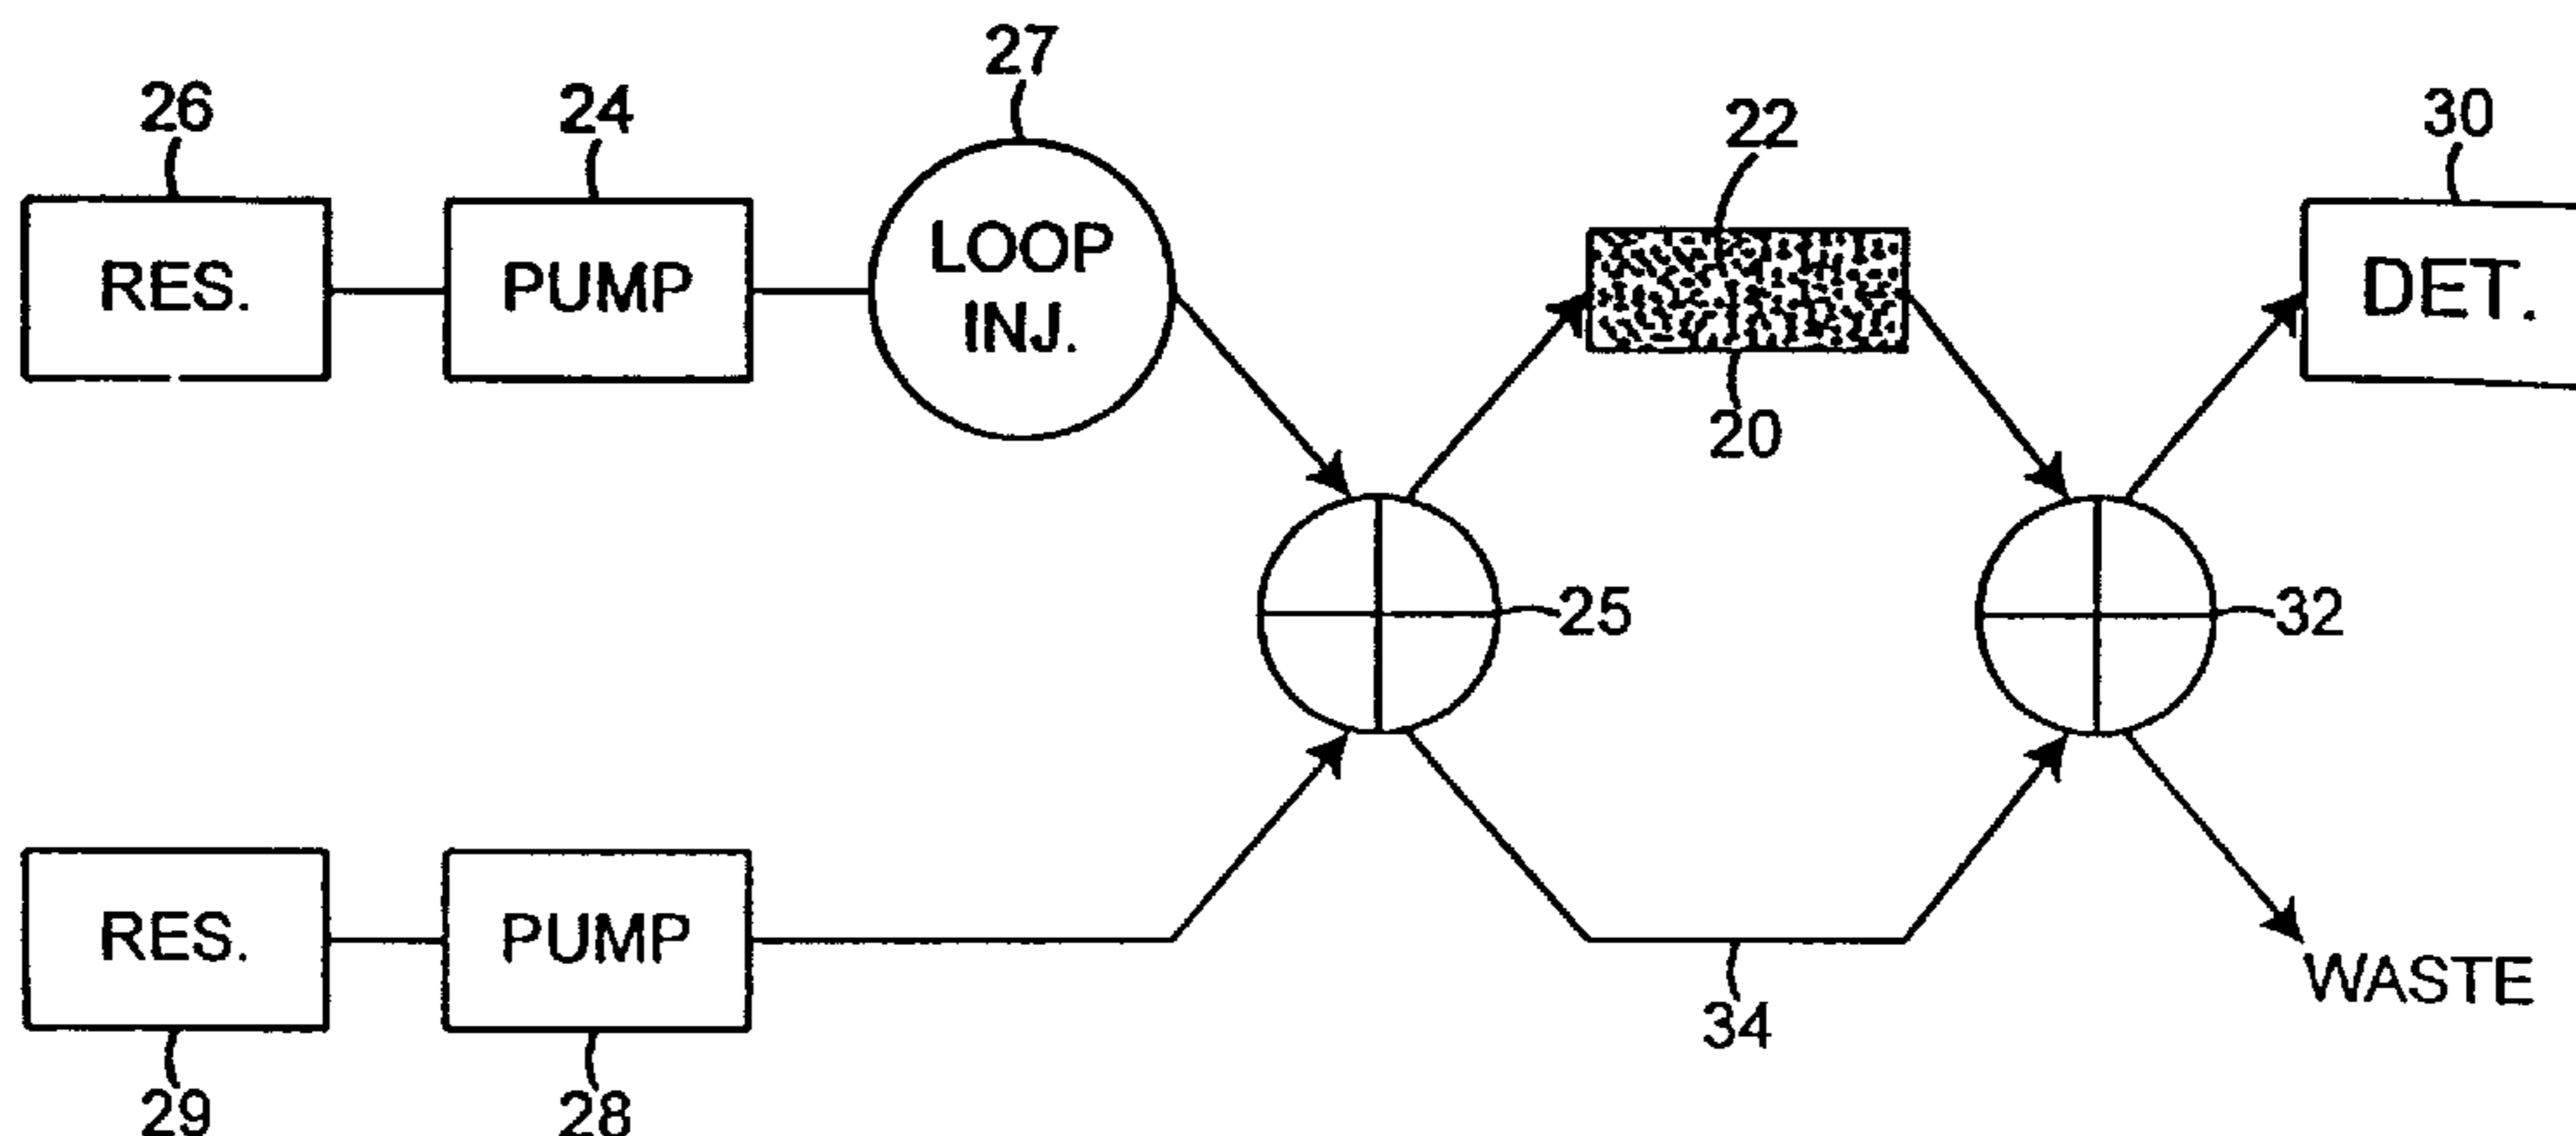 27
26
24
22
30
RES.
PUMP
LOOP
INJ.
DET.
20
25
32
RES.
PUMP
WASTE
34
29
28